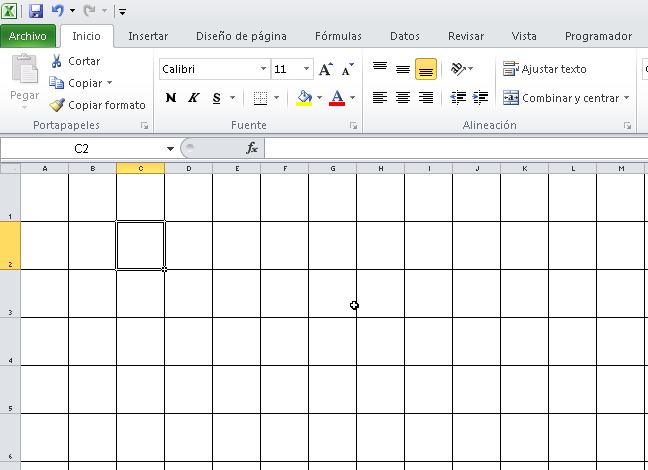 Archivo Inicio Insertar Diseño de página Fórmulas Datos Revisar Vista Programador
Pegar
Cortar
Copiar
Copiar formato
Portapapeles
Calibri 11 A A
N K S A
Fuente
Ajustar texto
Combinar y centrar
Alineación
C2 fx
A B C D E F G H I J K L M
1
2
3
4
5
6